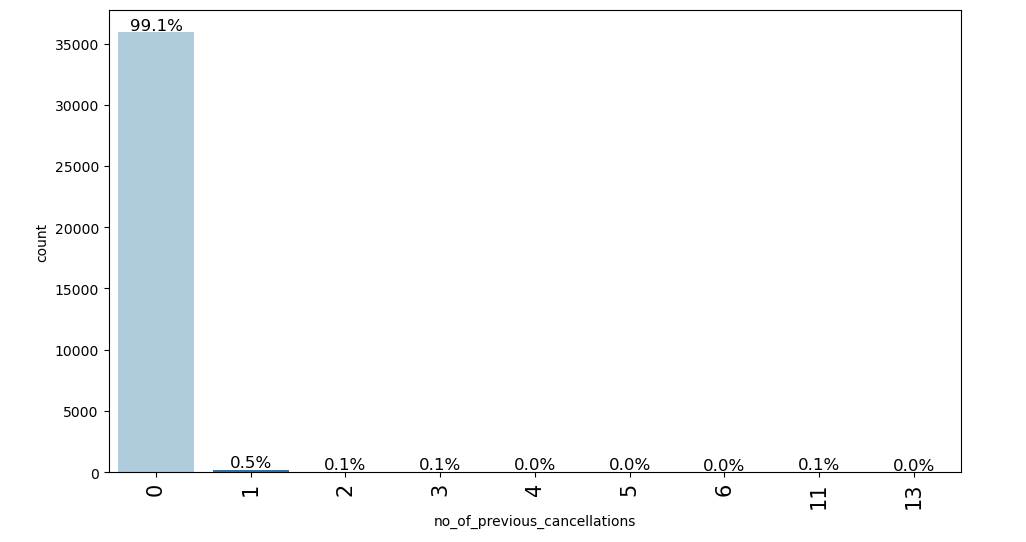 99.1%
35000
30000
25000
20000
count
15000
10000
5000
0.5% 0.1% 0.1% 0.0% 0.0% 0.0% 0.1% 0.0%
0
0 1 2 3 4 5 6 11 13
no_of_previous_cancellations